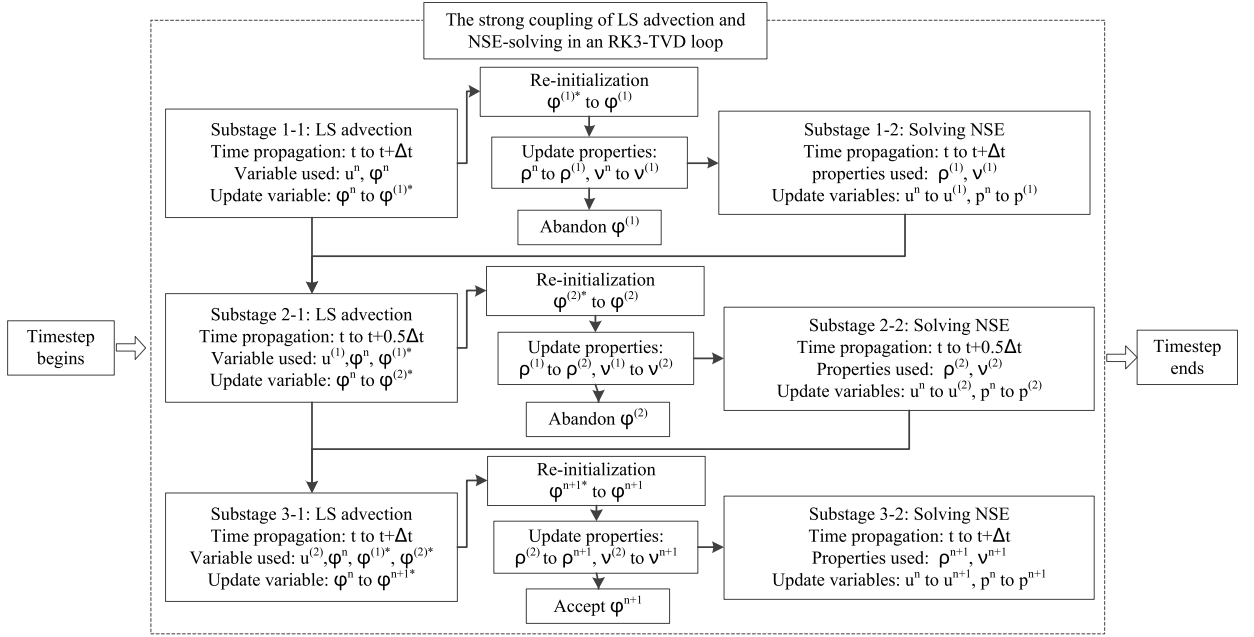 The strong coupling of LS advection and
NSE-solving in an RK3-TVD loop
Timestep
begins
Substage 1-1: LS advection
Time propagation: t to t+Δt
Variable used: uⁿ, φⁿ
Update variable: φⁿ to φ⁽¹⁾*
Re-initialization
φ⁽¹⁾* to φ⁽¹⁾
Update properties:
ρⁿ to ρ⁽¹⁾, νⁿ to ν⁽¹⁾
Abandon φ⁽¹⁾
Substage 1-2: Solving NSE
Time propagation: t to t+Δt
properties used: ρ⁽¹⁾, ν⁽¹⁾
Update variables: uⁿ to u⁽¹⁾, pⁿ to p⁽¹⁾
Substage 2-1: LS advection
Time propagation: t to t+0.5Δt
Variable used: u⁽¹⁾,φⁿ, φ⁽¹⁾*
Update variable: φⁿ to φ⁽²⁾*
Re-initialization
φ⁽²⁾* to φ⁽²⁾
Update properties:
ρ⁽¹⁾ to ρ⁽²⁾, ν⁽¹⁾ to ν⁽²⁾
Abandon φ⁽²⁾
Substage 2-2: Solving NSE
Time propagation: t to t+0.5Δt
Properties used: ρ⁽²⁾, ν⁽²⁾
Update variables: uⁿ to u⁽²⁾, pⁿ to p⁽²⁾
Substage 3-1: LS advection
Time propagation: t to t+Δt
Variable used: u⁽²⁾,φⁿ, φ⁽¹⁾*, φ⁽²⁾*
Update variable: φⁿ to φⁿ⁺¹*
Re-initialization
φⁿ⁺¹* to φⁿ⁺¹
Update properties:
ρ⁽²⁾ to ρⁿ⁺¹, ν⁽²⁾ to νⁿ⁺¹
Accept φⁿ⁺¹
Substage 3-2: Solving NSE
Time propagation: t to t+Δt
Properties used: ρⁿ⁺¹, νⁿ⁺¹
Update variables: uⁿ to uⁿ⁺¹, pⁿ to pⁿ⁺¹
Timestep
ends